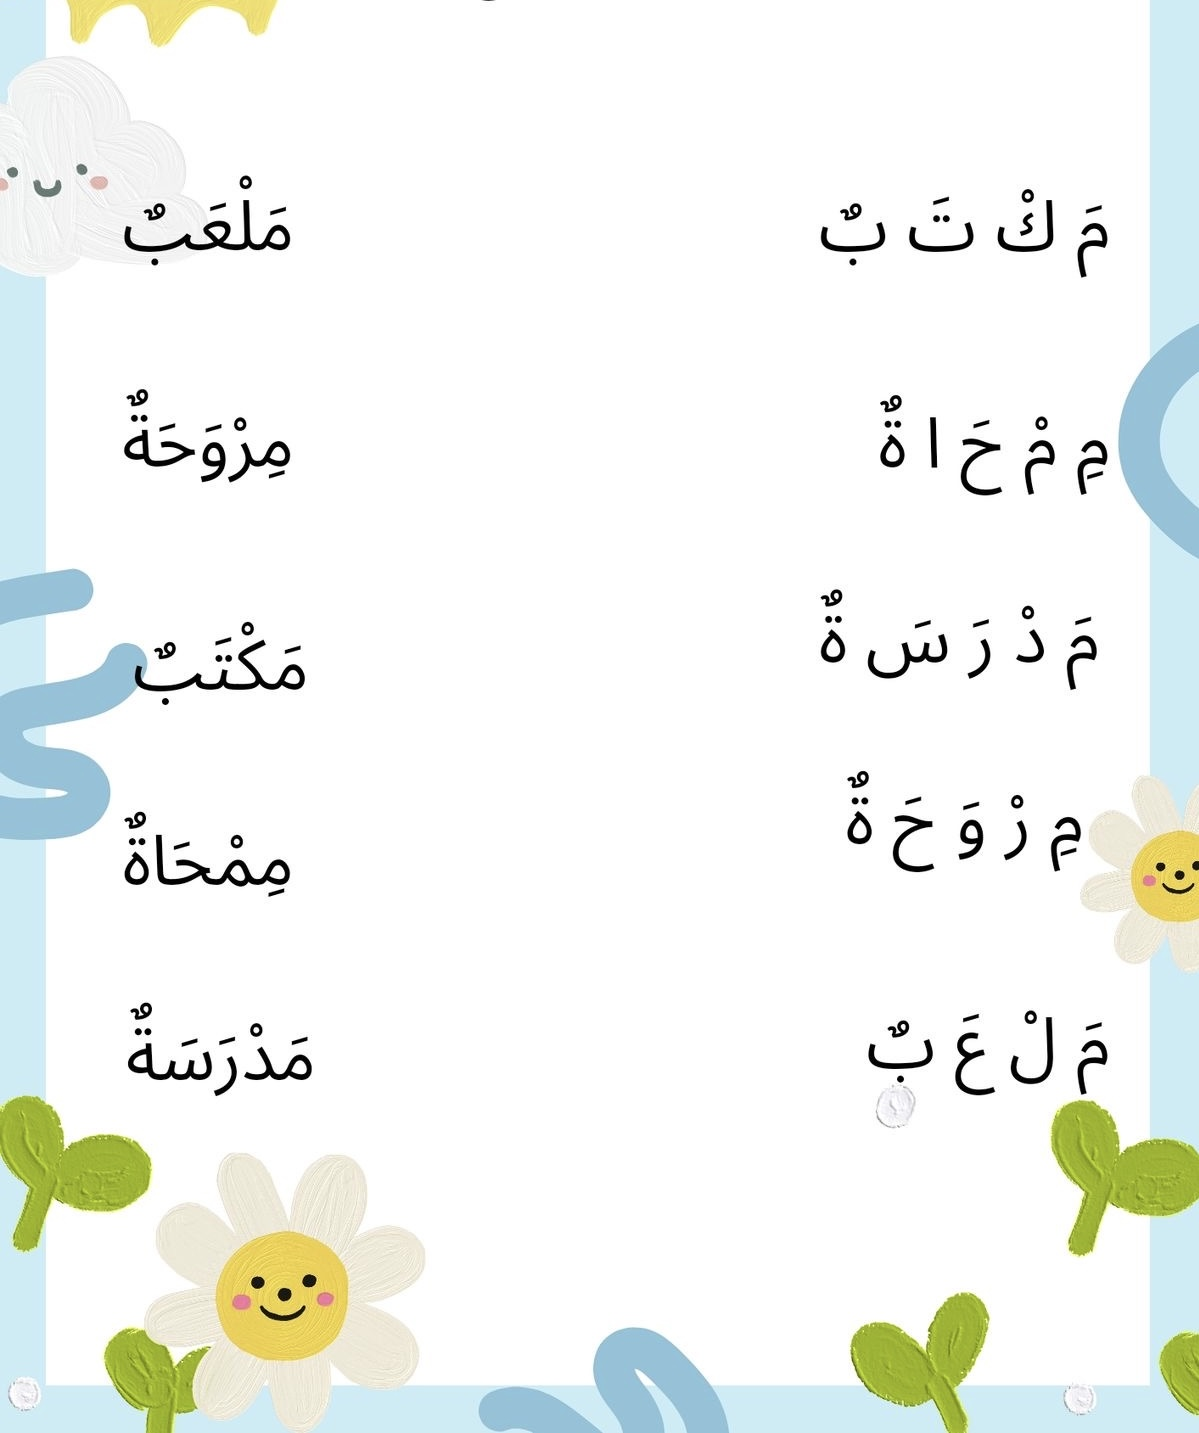 مَ كْ تَ بٌ
مَلْعَبٌ
مِ مْ حَ ا ةٌ
مِرْوَحَةٌ
مَ دْ رَ سَ ةٌ
مَكْتَبٌ
مِ رْ وَ حَ ةٌ
مِمْحَاةٌ
مَ لْ عَ بٌ
مَدْرَسَةٌ